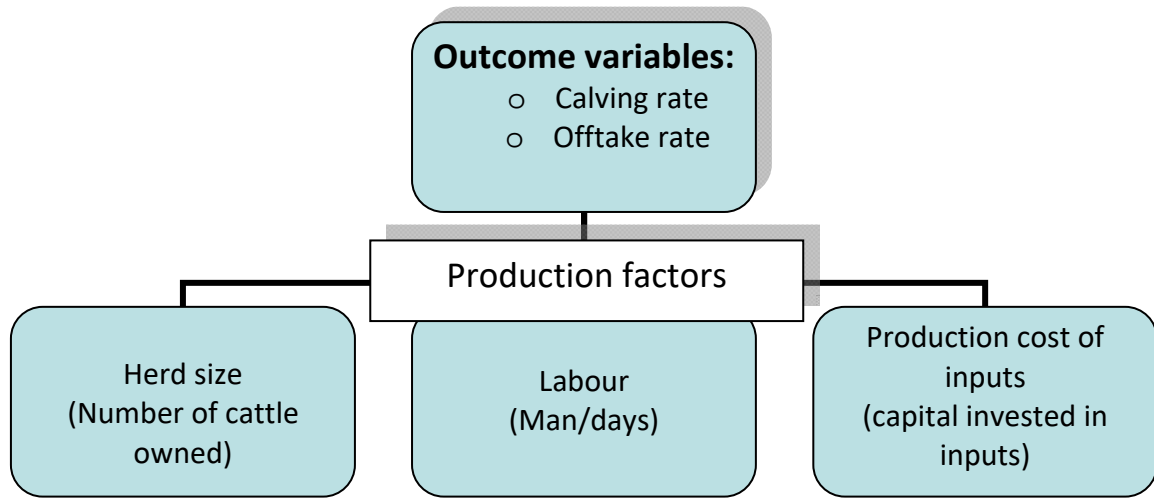 Outcome variables:
o Calving rate
o Offtake rate
Production factors
Herd size
(Number of cattle
owned)
Labour
(Man/days)
Production cost of
inputs
(capital invested in
inputs)